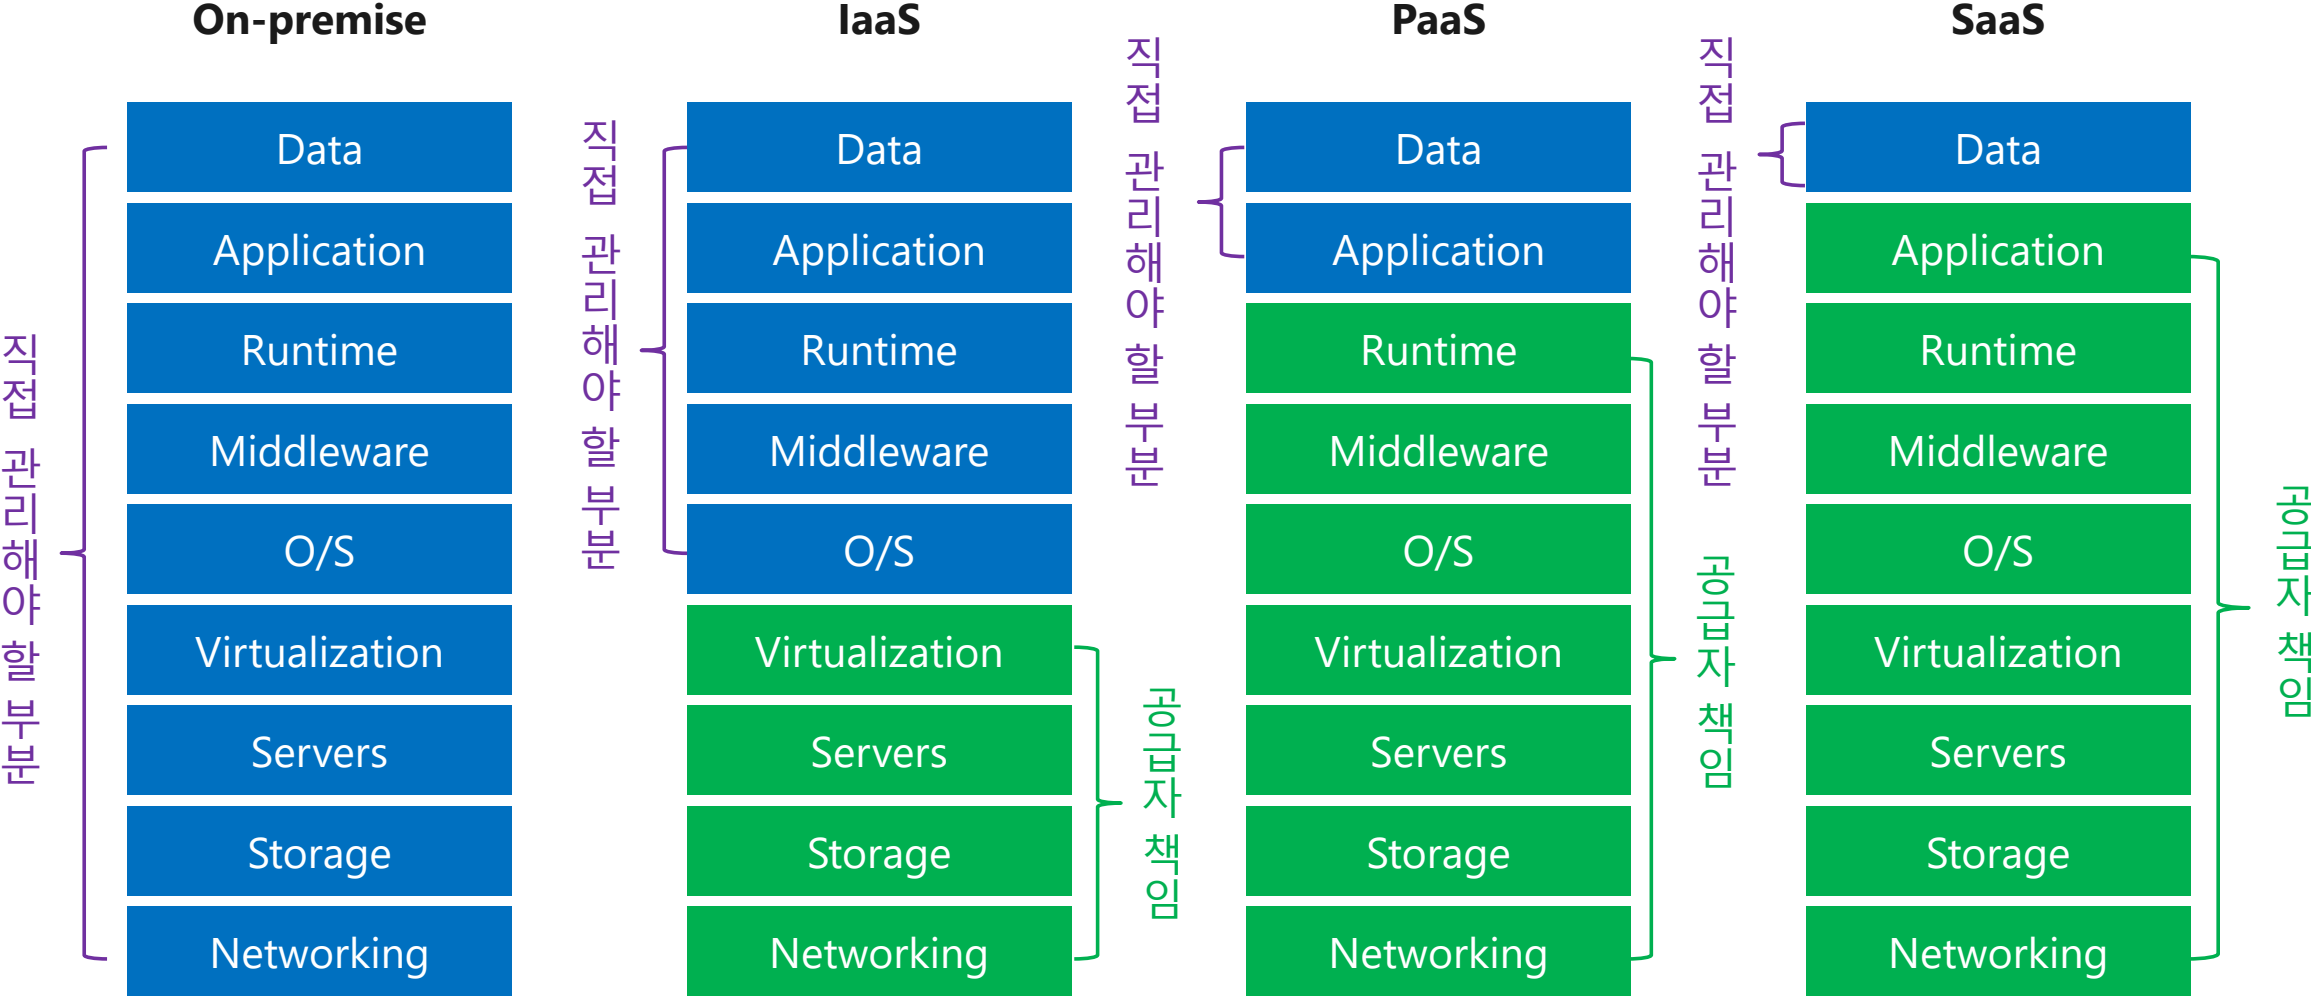 On-premise
직접 관리해야 할 부분
Data
Application
Runtime
Middleware
O/S
Virtualization
Servers
Storage
Networking
IaaS
직접 관리해야 할 부분
Data
Application
Runtime
Middleware
O/S
Virtualization
Servers
Storage
Networking
공급자 책임
PaaS
직접 관리해야 할 부분
Data
Application
Runtime
Middleware
O/S
Virtualization
Servers
Storage
Networking
공급자 책임
SaaS
직접 관리해야 할 부분
Data
Application
Runtime
Middleware
O/S
Virtualization
Servers
Storage
Networking
공급자 책임